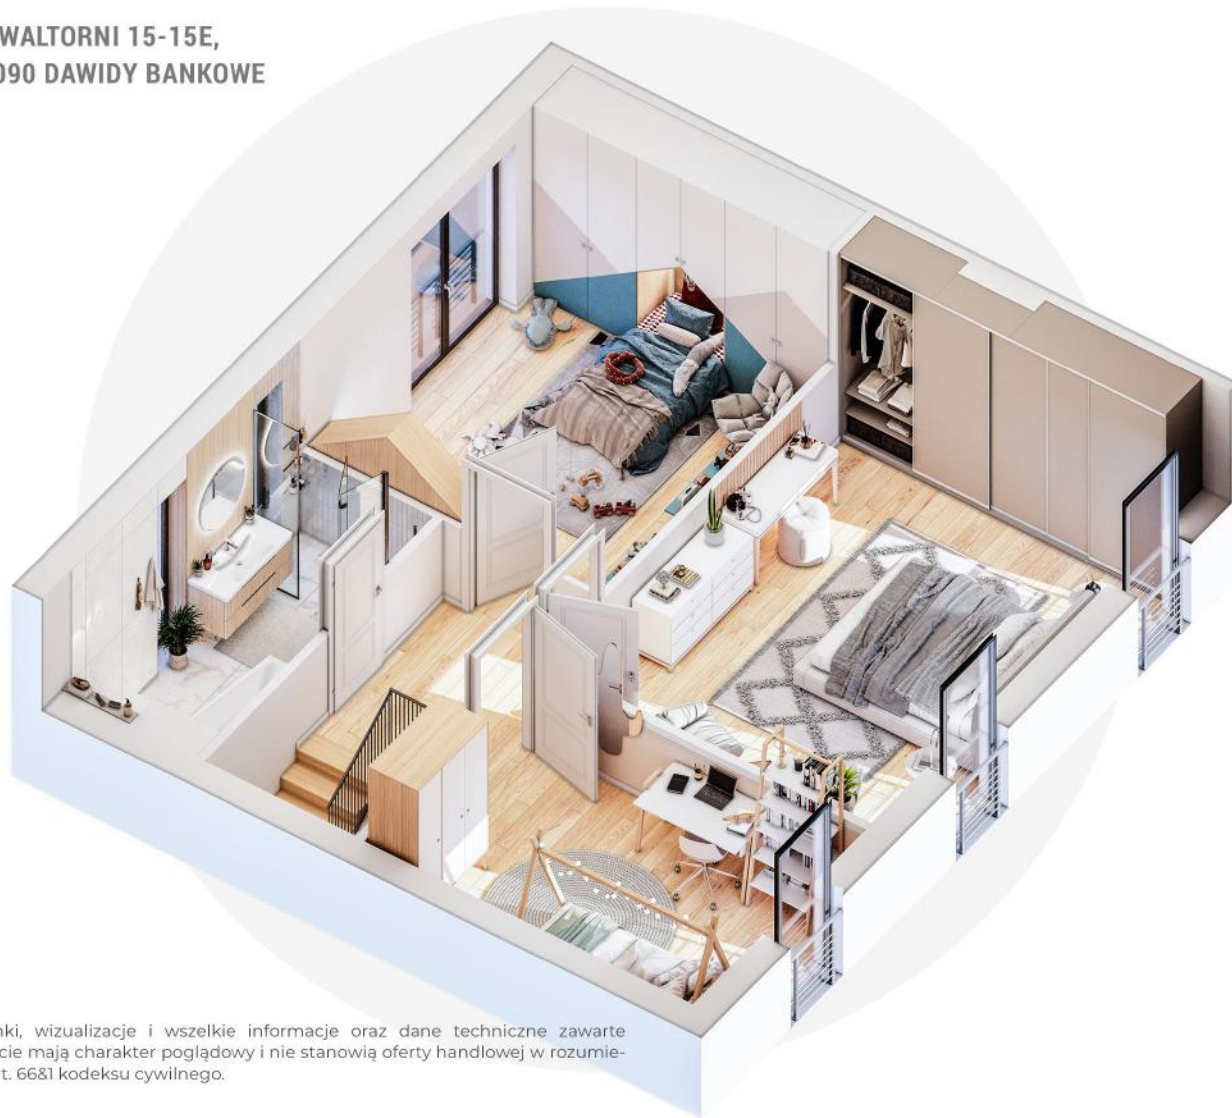 WALTORNI 15-15E,
090 DAWIDY BANKOWE
nki, wizualizacje i wszelkie informacje oraz dane techniczne zawarte
cie mają charakter poglądowy i nie stanowią oferty handlowej w rozumie-
t. 66&1 kodeksu cywilnego.